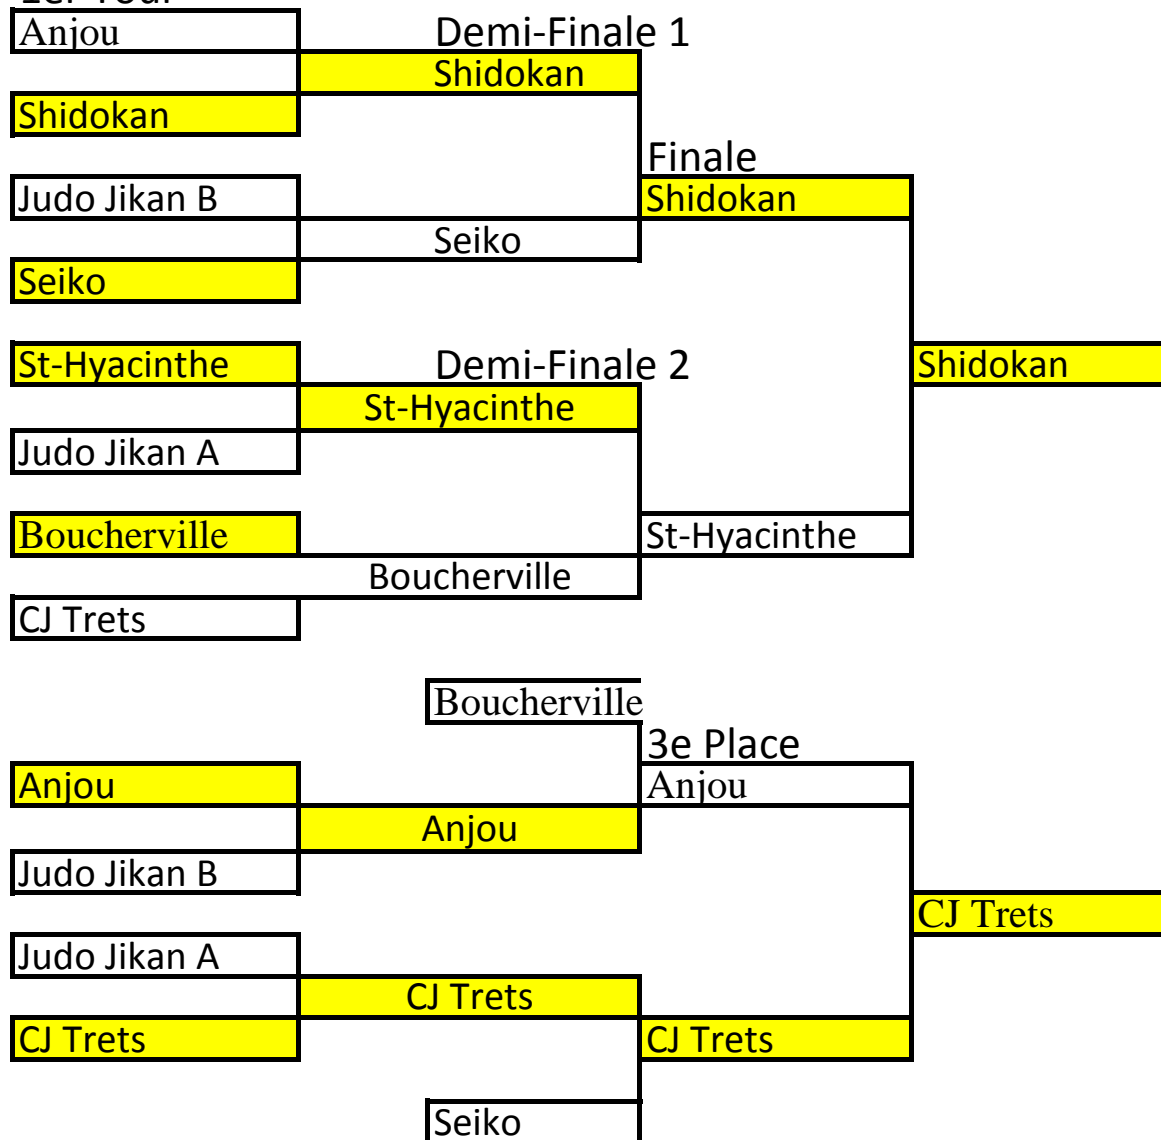 1er Tour
Anjou
Demi-Finale 1
Shidokan
Shidokan
Finale
Judo Jikan B
Shidokan
Seiko
Seiko
St-Hyacinthe
Demi-Finale 2
Shidokan
St-Hyacinthe
Judo Jikan A
Boucherville
St-Hyacinthe
Boucherville
CJ Trets
Boucherville
3e Place
Anjou
Anjou
Anjou
Judo Jikan B
CJ Trets
Judo Jikan A
CJ Trets
CJ Trets
CJ Trets
Seiko